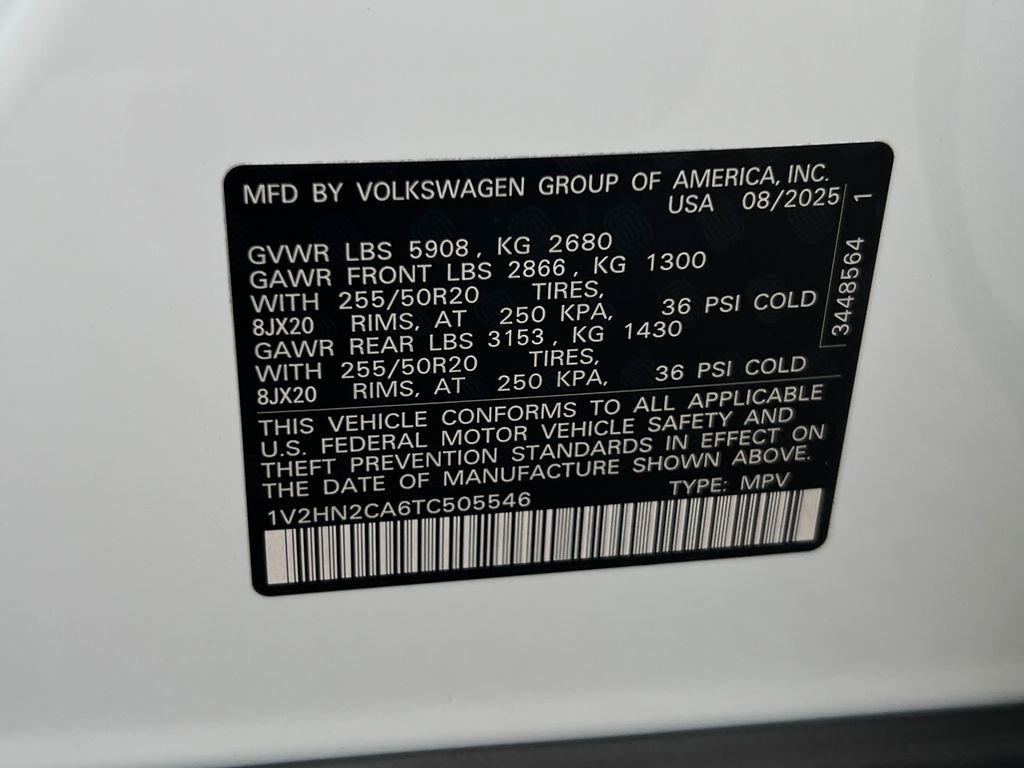 MFD BY VOLKSWAGEN GROUP OF AMERICA, INC.
USA 08/2025
GVWR LBS 5908, KG 2680
GAWR FRONT LBS 2866, KG 1300
WITH 255/50R20 TIRES,
8JX20 RIMS, AT 250 KPA, 36 PSI COLD
GAWR REAR LBS 3153, KG 1430
WITH 255/50R20 TIRES,
8JX20 RIMS, AT 250 KPA, 36 PSI COLD
THIS VEHICLE CONFORMS TO ALL APPLICABLE
U.S. FEDERAL MOTOR VEHICLE SAFETY AND
THEFT PREVENTION STANDARDS IN EFFECT ON
THE DATE OF MANUFACTURE SHOWN ABOVE.
1V2HN2CA6TC505546 TYPE: MPV
3448564 1